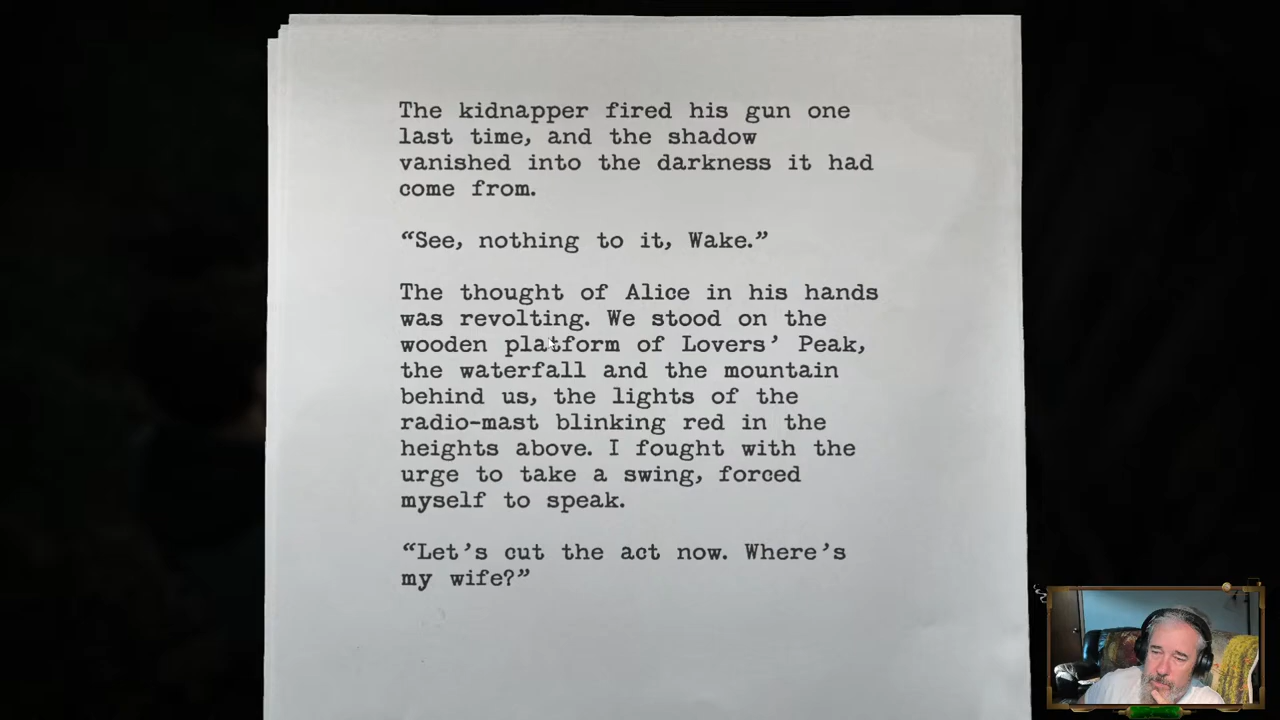 The kidnapper fired his gun one
last time, and the shadow
vanished into the darkness it had
come from.
“See, nothing to it, Wake.”
The thought of Alice in his hands
was revolting. We stood on the
wooden platform of Lovers’ Peak,
the waterfall and the mountain
behind us, the lights of the
radio-mast blinking red in the
heights above. I fought with the
urge to take a swing, forced
myself to speak.
“Let’s cut the act now. Where’s
my wife?”